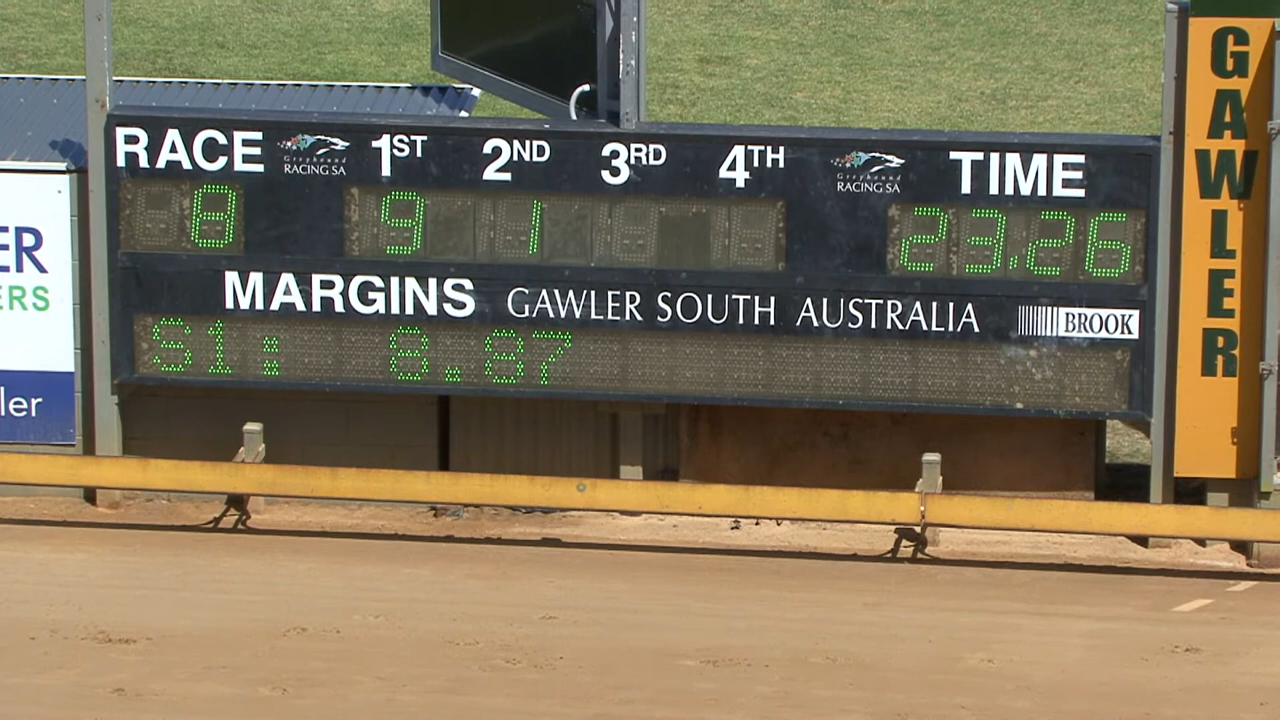 RACE Greyhound RACING SA 1ST 2ND 3RD 4TH Greyhound RACING SA TIME
8 9 1 23.26
MARGINS GAWLER SOUTH AUSTRALIA BROOK
S1: 8.87
GAWLER
ER
ERS
ler